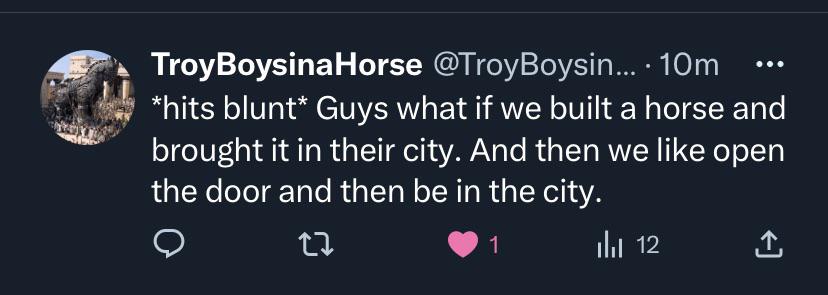 TroyBoysinaHorse @TroyBoysin... · 10m
*hits blunt* Guys what if we built a horse and
brought it in their city. And then we like open
the door and then be in the city.
1 12